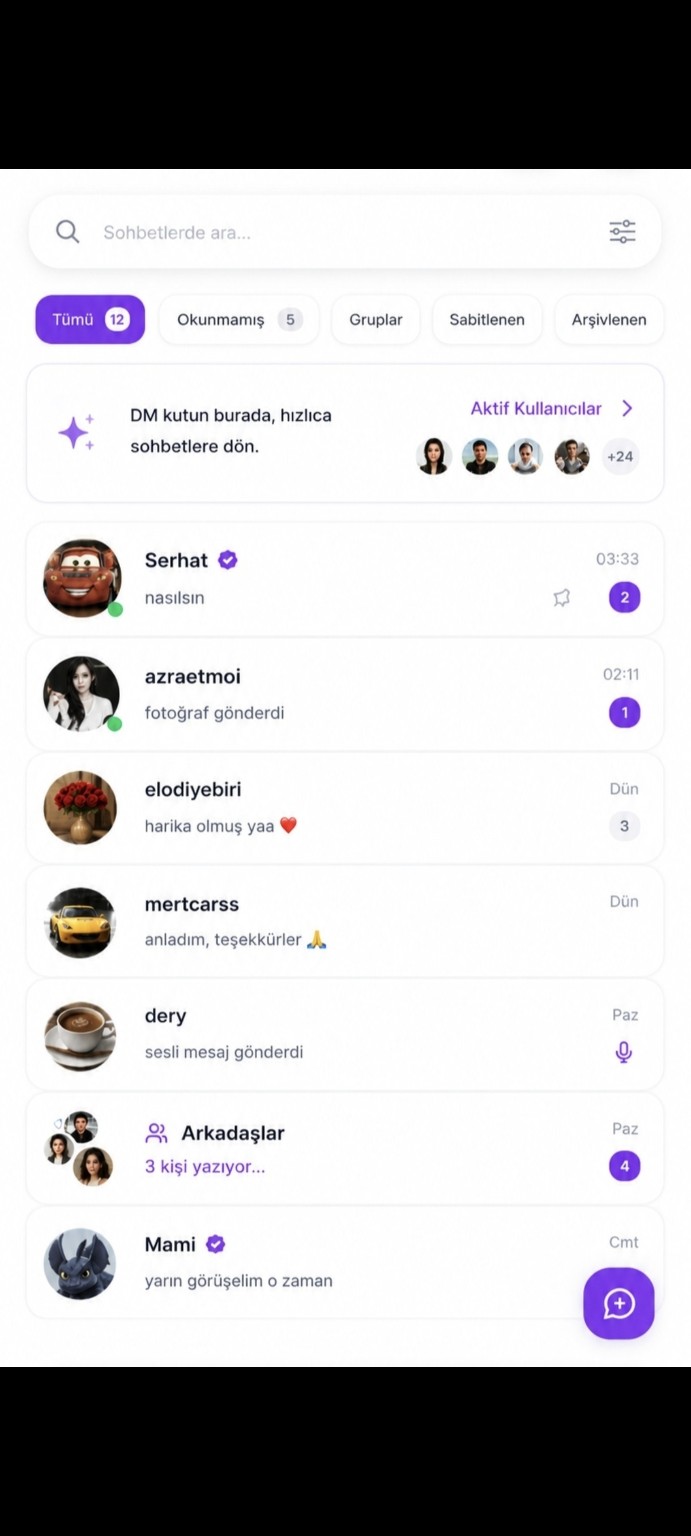 Sohbetlerde ara...
Tümü 12 Okunmamış 5 Gruplar Sabitlenen Arşivlenen
DM kutun burada, hızlıca
sohbetlere dön.
Aktif Kullanıcılar
+24
Serhat 03:33
nasılsın 2
azraetmoi 02:11
fotoğraf gönderdi 1
elodiyebiri Dün
harika olmuş yaa ❤️ 3
mertcarss Dün
anladım, teşekkürler 🙏
dery Paz
sesli mesaj gönderdi
Arkadaşlar Paz
3 kişi yazıyor... 4
Mami Cmt
yarın görüşelim o zaman